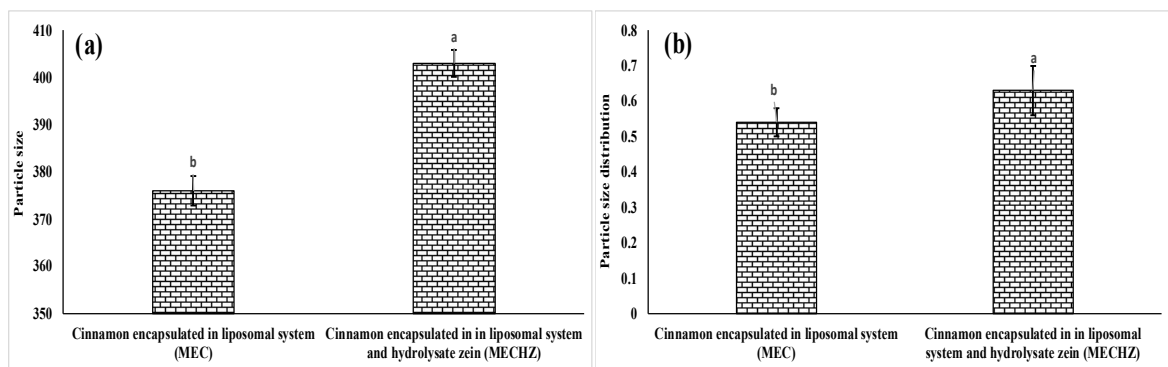 (a)
Particle size
410
400
390
380
370
360
350
b
a
Cinnamon encapsulated in liposomal system
(MEC)
Cinnamon encapsulated in in liposomal system
and hydrolysate zein (MECHZ)
(b)
Particle size distribution
0.8
0.7
0.6
0.5
0.4
0.3
0.2
0.1
0
b
a
Cinnamon encapsulated in liposomal system
(MEC)
Cinnamon encapsulated in in liposomal
system and hydrolysate zein (MECHZ)